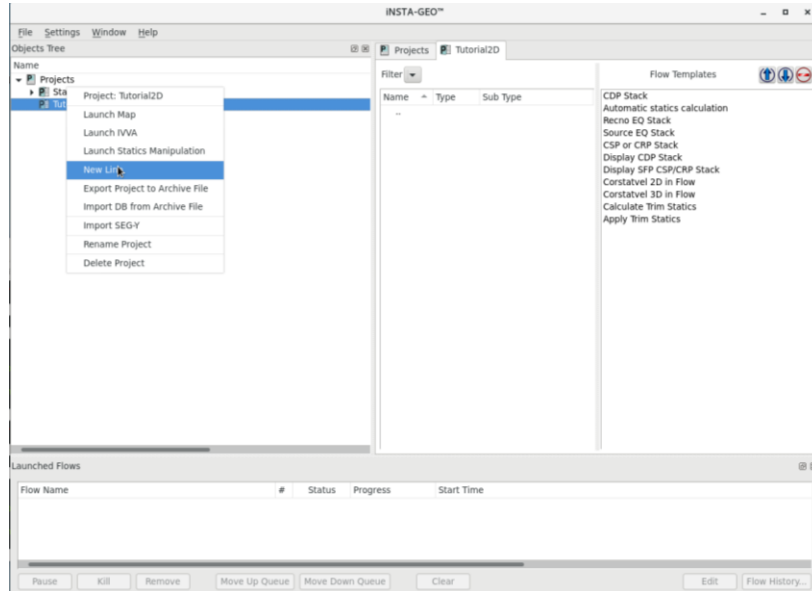 iNSTA-GEO™
File Settings Window Help
Objects Tree
Name
Projects
Sta
Tut
Project: Tutorial2D
Launch Map
Launch IVVA
Launch Statics Manipulation
New Lin
Export Project to Archive File
Import DB from Archive File
Import SEG-Y
Rename Project
Delete Project
Projects Tutorial2D
Filter
Name Type Sub Type
..
Flow Templates
CDP Stack
Automatic statics calculation
Recno EQ Stack
Source EQ Stack
CSP or CRP Stack
Display CDP Stack
Display SFP CSP/CRP Stack
Corstatvel 2D in Flow
Corstatvel 3D in Flow
Calculate Trim Statics
Apply Trim Statics
Launched Flows
Flow Name # Status Progress Start Time
Pause Kill Remove Move Up Queue Move Down Queue Clear Edit Flow History...